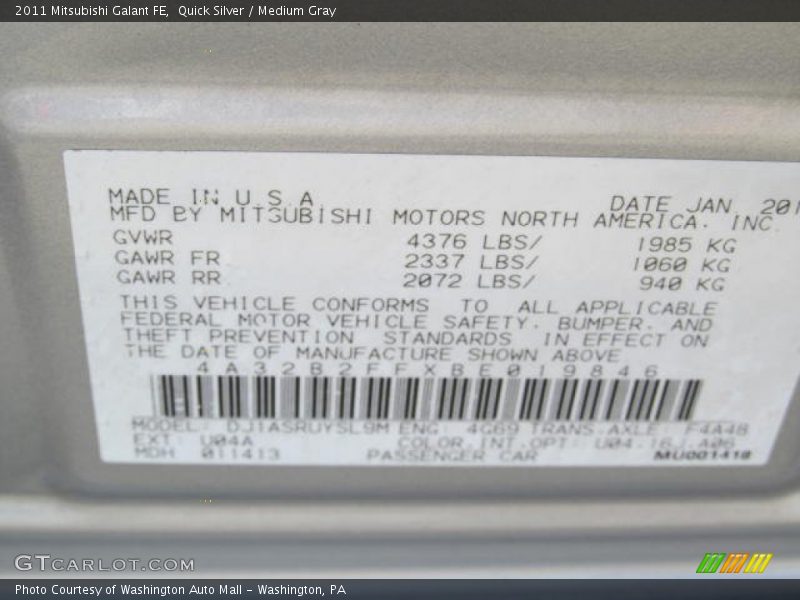 2011 Mitsubishi Galant FE,  Quick Silver / Medium Gray
MADE IN U S A DATE JAN 201
MFD BY MITSUBISHI MOTORS NORTH AMERICA. INC.
GVWR 4376 LBS/ 1985 KG
GAWR FR 2337 LBS/ 1060 KG
GAWR RR 2072 LBS/ 940 KG
THIS VEHICLE CONFORMS TO ALL APPLICABLE
FEDERAL MOTOR VEHICLE SAFETY. BUMPER. AND
THEFT PREVENTION STANDARDS IN EFFECT ON
THE DATE OF MANUFACTURE SHOWN ABOVE
4A32B2FFXBE019846
MODEL: DJ1ASRUYSL9M ENG 4G69 TRANS.AXLE: F4A48
EXT: U04A COLOR.INT.OPT: U04.16J.A06
MDH 011413 PASSENGER CAR MU001418
GTCARLOT.COM
Photo Courtesy of Washington Auto Mall – Washington, PA